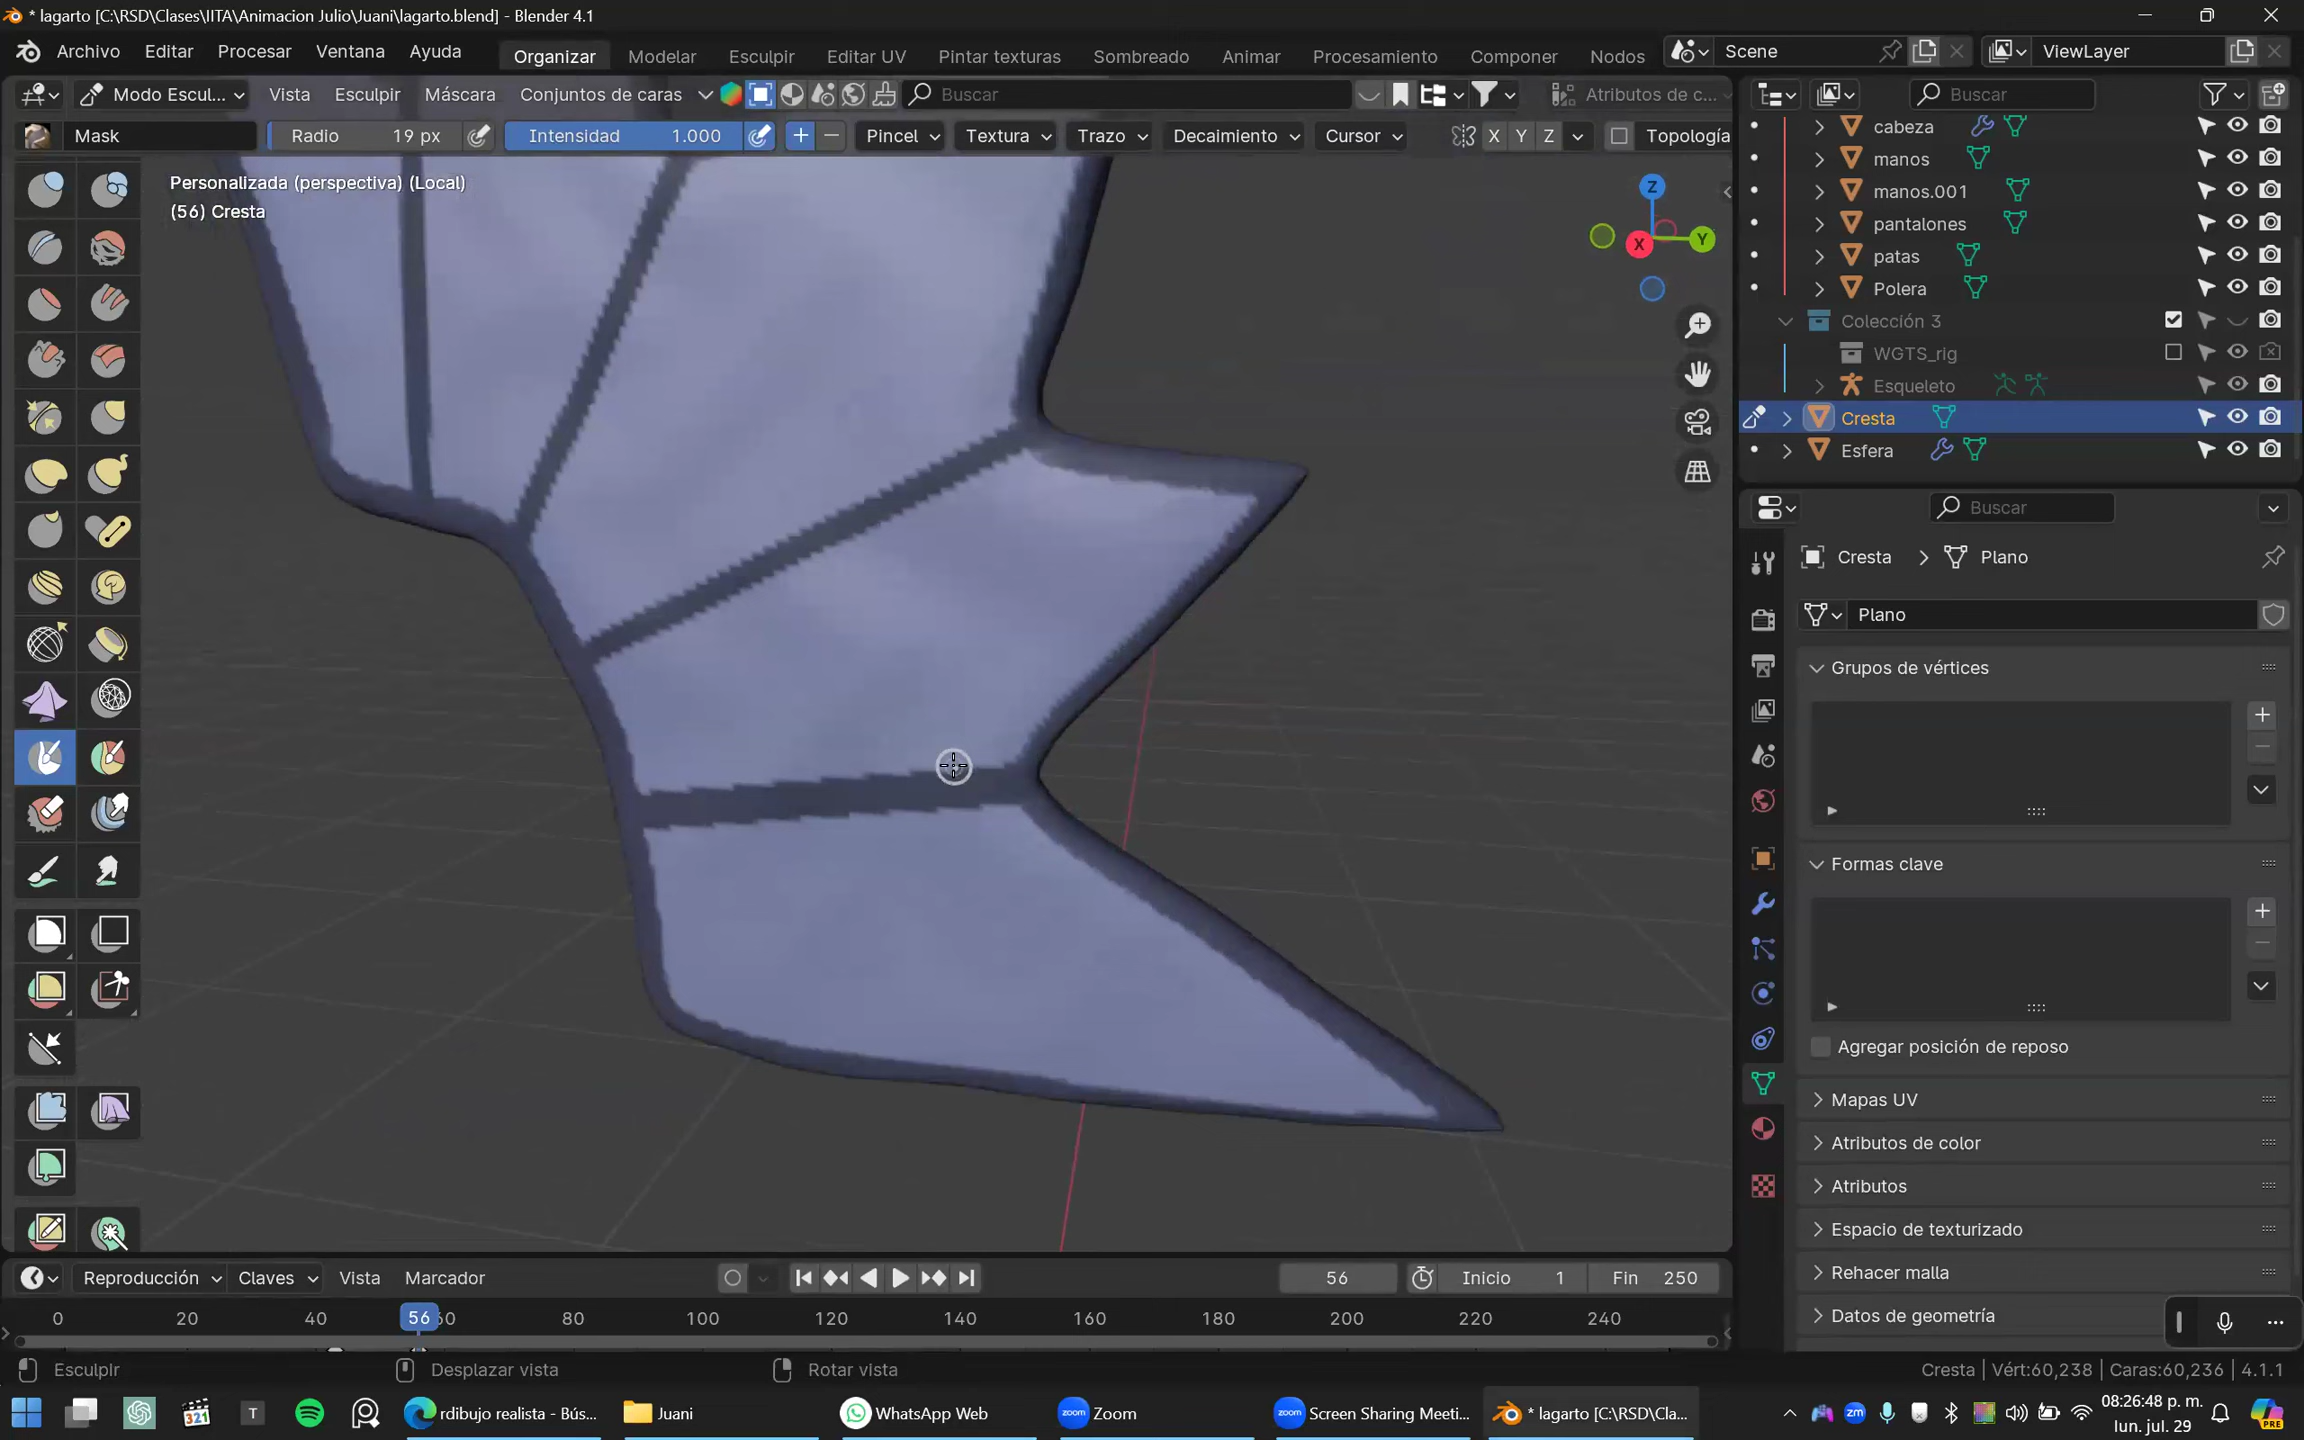 * lagarto [C:\RSD\Clases\IITA\Animacion Julio\Juani\lagarto.blend] - Blender 4.1
Archivo Editar Procesar Ventana Ayuda Organizar Modelar Esculpir Editar UV Pintar texturas Sombreado Animar Procesamiento Componer Nodos Scene ViewLayer
Modo Escul... Vista Esculpir Máscara Conjuntos de caras Buscar Atributos de c... Buscar
Mask Radio 19 px Intensidad 1.000 Pincel Textura Trazo Decaimiento Cursor X Y Z Topología
Personalizada (perspectiva) (Local)
(56) Cresta
Z
X
Y
cabeza
manos
manos.001
pantalones
patas
Polera
Colección 3
WGTS_rig
Esqueleto
Cresta
Esfera
Buscar
Cresta > Plano
Plano
Grupos de vértices
Formas clave
Agregar posición de reposo
Mapas UV
Atributos de color
Atributos
Espacio de texturizado
Rehacer malla
Datos de geometría
Reproducción Claves Vista Marcador 56 Inicio 1 Fin 250
0 20 40 56 60 80 100 120 140 160 180 200 220 240
Esculpir Desplazar vista Rotar vista Cresta | Vért:60,238 | Caras:60,236 | 4.1.1
rdibujo realista - Bús... Juani WhatsApp Web Zoom Screen Sharing Meeti... * lagarto [C:\RSD\Cla...
08:26:48 p. m.
lun. jul. 29